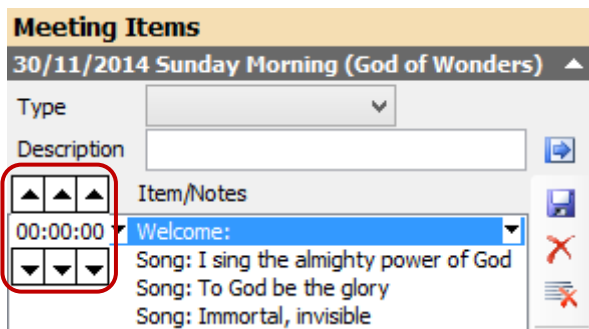 Meeting Items
30/11/2014 Sunday Morning (God of Wonders)
Type
Description
Item/Notes
00:00:00 Welcome:
Song: I sing the almighty power of God
Song: To God be the glory
Song: Immortal, invisible